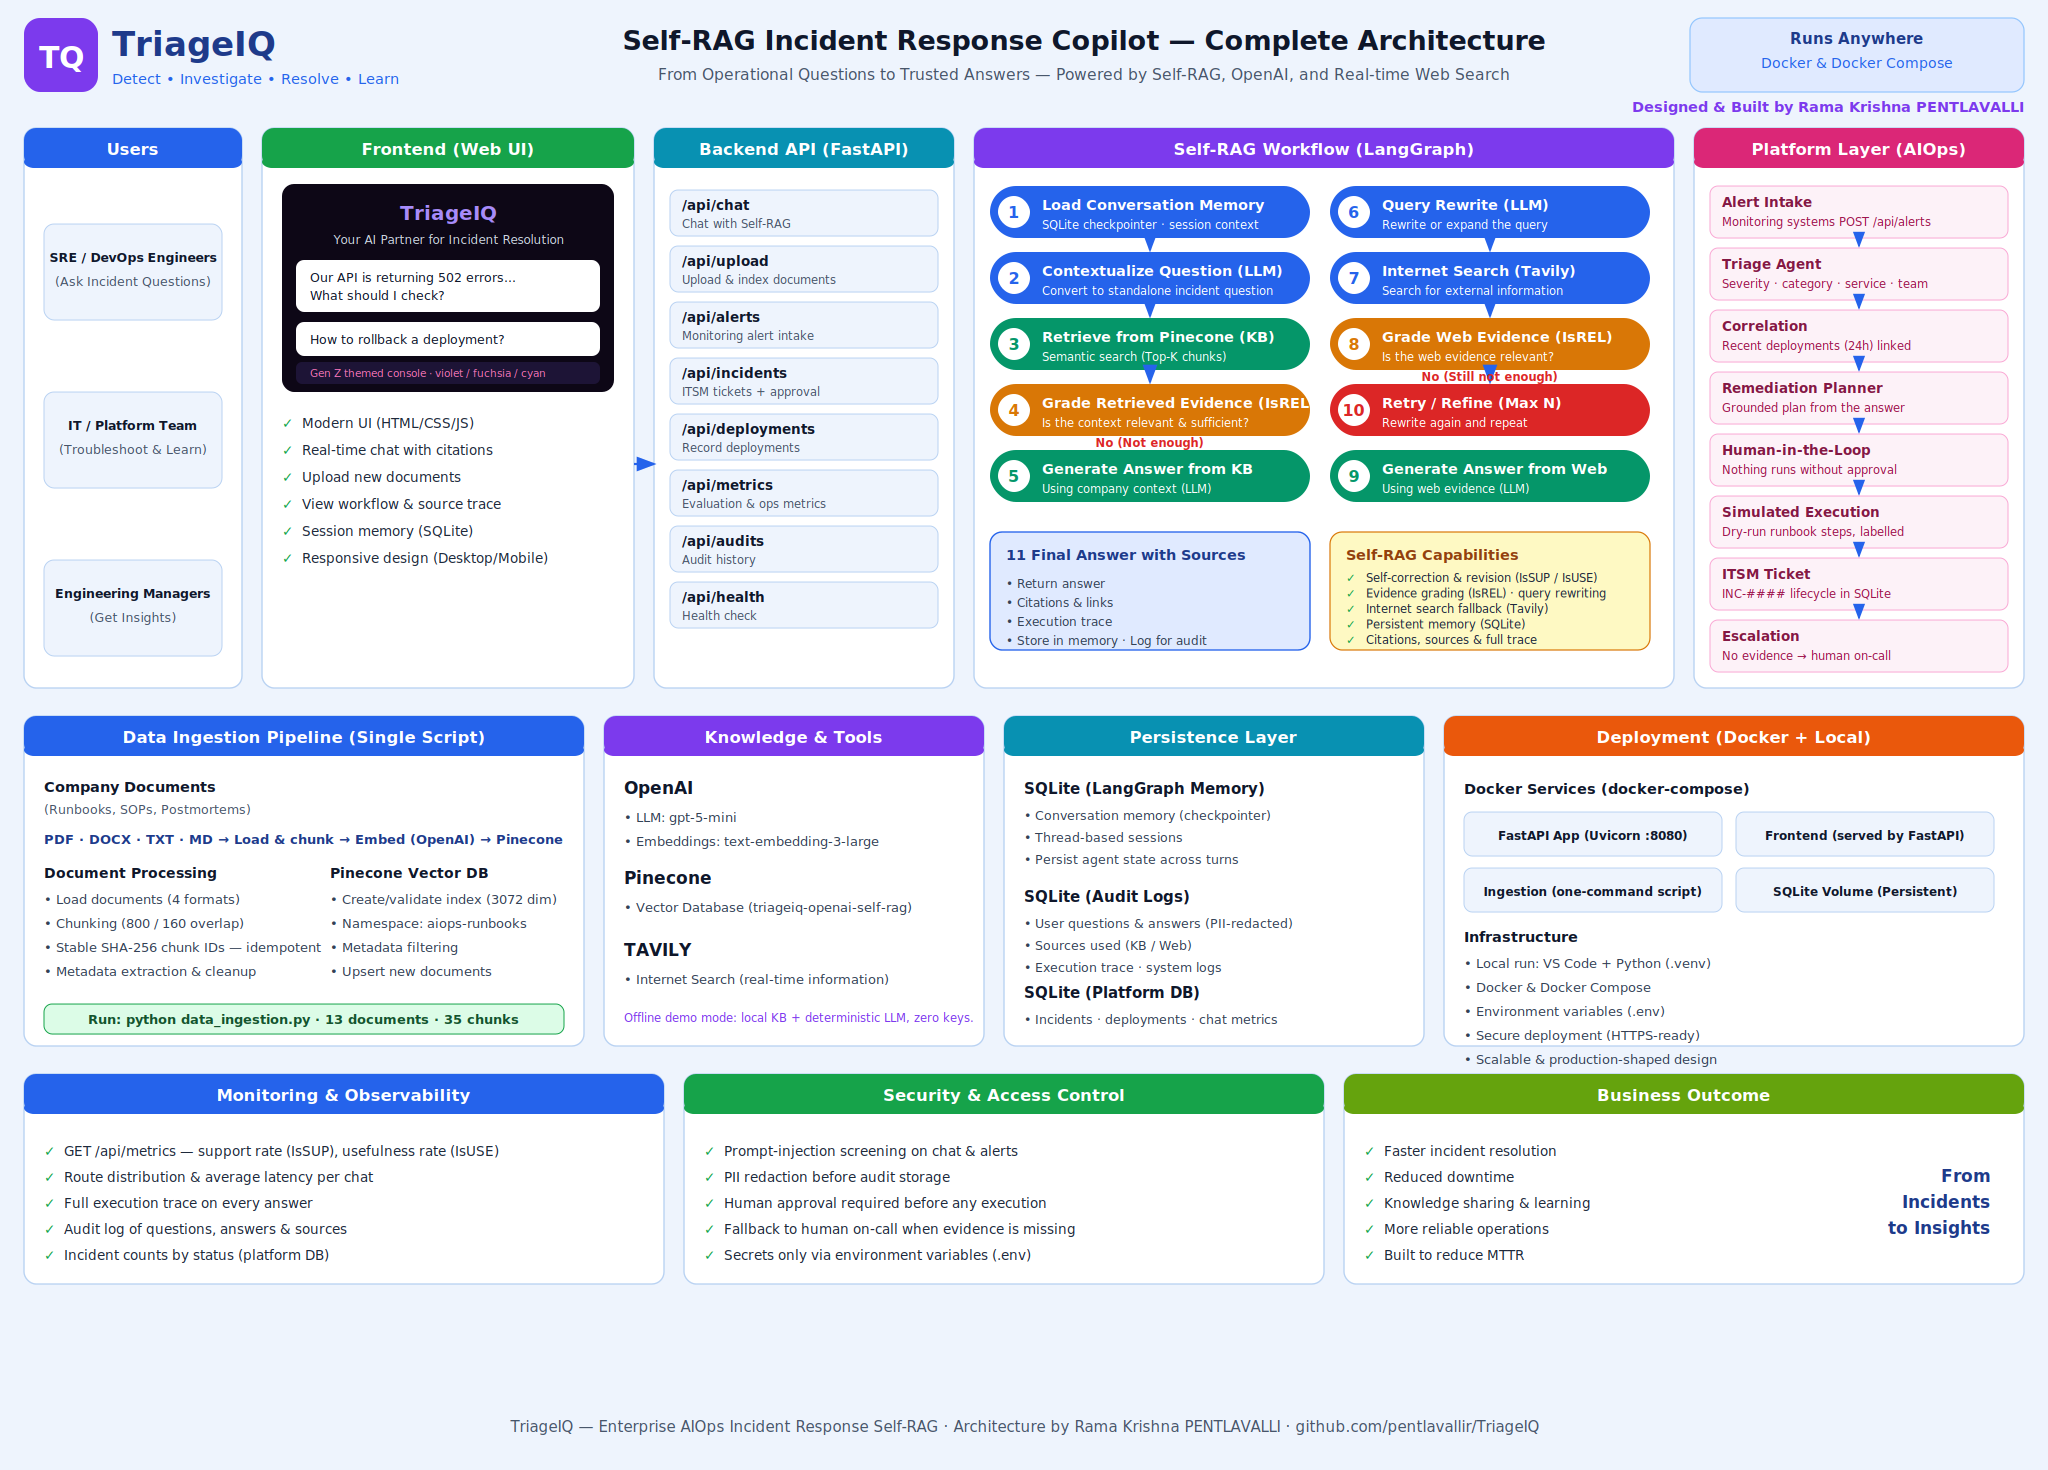 TQ
TriageIQ
Detect • Investigate • Resolve • Learn
Self-RAG Incident Response Copilot — Complete Architecture
From Operational Questions to Trusted Answers — Powered by Self-RAG, OpenAI, and Real-time Web Search
Runs Anywhere
Docker & Docker Compose
Designed & Built by Rama Krishna PENTLAVALLI
Users
SRE / DevOps Engineers
(Ask Incident Questions)
IT / Platform Team
(Troubleshoot & Learn)
Engineering Managers
(Get Insights)
Frontend (Web UI)
TriageIQ
Your AI Partner for Incident Resolution
Our API is returning 502 errors...
What should I check?
How to rollback a deployment?
Gen Z themed console · violet / fuchsia / cyan
✓ Modern UI (HTML/CSS/JS)
✓ Real-time chat with citations
✓ Upload new documents
✓ View workflow & source trace
✓ Session memory (SQLite)
✓ Responsive design (Desktop/Mobile)
Backend API (FastAPI)
/api/chat
Chat with Self-RAG
/api/upload
Upload & index documents
/api/alerts
Monitoring alert intake
/api/incidents
ITSM tickets + approval
/api/deployments
Record deployments
/api/metrics
Evaluation & ops metrics
/api/audits
Audit history
/api/health
Health check
Self-RAG Workflow (LangGraph)
1 Load Conversation Memory
SQLite checkpointer · session context
2 Contextualize Question (LLM)
Convert to standalone incident question
3 Retrieve from Pinecone (KB)
Semantic search (Top-K chunks)
4 Grade Retrieved Evidence (IsREL
Is the context relevant & sufficient?
No (Not enough)
5 Generate Answer from KB
Using company context (LLM)
6 Query Rewrite (LLM)
Rewrite or expand the query
7 Internet Search (Tavily)
Search for external information
8 Grade Web Evidence (IsREL)
Is the web evidence relevant?
No (Still not enough)
10 Retry / Refine (Max N)
Rewrite again and repeat
9 Generate Answer from Web
Using web evidence (LLM)
11 Final Answer with Sources
• Return answer
• Citations & links
• Execution trace
• Store in memory · Log for audit
Self-RAG Capabilities
✓ Self-correction & revision (IsSUP / IsUSE)
✓ Evidence grading (IsREL) · query rewriting
✓ Internet search fallback (Tavily)
✓ Persistent memory (SQLite)
✓ Citations, sources & full trace
Platform Layer (AIOps)
Alert Intake
Monitoring systems POST /api/alerts
Triage Agent
Severity · category · service · team
Correlation
Recent deployments (24h) linked
Remediation Planner
Grounded plan from the answer
Human-in-the-Loop
Nothing runs without approval
Simulated Execution
Dry-run runbook steps, labelled
ITSM Ticket
INC-#### lifecycle in SQLite
Escalation
No evidence → human on-call
Data Ingestion Pipeline (Single Script)
Company Documents
(Runbooks, SOPs, Postmortems)
PDF · DOCX · TXT · MD → Load & chunk → Embed (OpenAI) → Pinecone
Document Processing
• Load documents (4 formats)
• Chunking (800 / 160 overlap)
• Stable SHA-256 chunk IDs — idempotent
• Metadata extraction & cleanup
Pinecone Vector DB
• Create/validate index (3072 dim)
• Namespace: aiops-runbooks
• Metadata filtering
• Upsert new documents
Run: python data_ingestion.py · 13 documents · 35 chunks
Knowledge & Tools
OpenAI
• LLM: gpt-5-mini
• Embeddings: text-embedding-3-large
Pinecone
• Vector Database (triageiq-openai-self-rag)
TAVILY
• Internet Search (real-time information)
Offline demo mode: local KB + deterministic LLM, zero keys.
Persistence Layer
SQLite (LangGraph Memory)
• Conversation memory (checkpointer)
• Thread-based sessions
• Persist agent state across turns
SQLite (Audit Logs)
• User questions & answers (PII-redacted)
• Sources used (KB / Web)
• Execution trace · system logs
SQLite (Platform DB)
• Incidents · deployments · chat metrics
Deployment (Docker + Local)
Docker Services (docker-compose)
FastAPI App (Uvicorn :8080)
Frontend (served by FastAPI)
Ingestion (one-command script)
SQLite Volume (Persistent)
Infrastructure
• Local run: VS Code + Python (.venv)
• Docker & Docker Compose
• Environment variables (.env)
• Secure deployment (HTTPS-ready)
• Scalable & production-shaped design
Monitoring & Observability
✓ GET /api/metrics — support rate (IsSUP), usefulness rate (IsUSE)
✓ Route distribution & average latency per chat
✓ Full execution trace on every answer
✓ Audit log of questions, answers & sources
✓ Incident counts by status (platform DB)
Security & Access Control
✓ Prompt-injection screening on chat & alerts
✓ PII redaction before audit storage
✓ Human approval required before any execution
✓ Fallback to human on-call when evidence is missing
✓ Secrets only via environment variables (.env)
Business Outcome
✓ Faster incident resolution
✓ Reduced downtime
✓ Knowledge sharing & learning
✓ More reliable operations
✓ Built to reduce MTTR
From
Incidents
to Insights
TriageIQ — Enterprise AIOps Incident Response Self-RAG · Architecture by Rama Krishna PENTLAVALLI · github.com/pentlavallir/TriageIQ